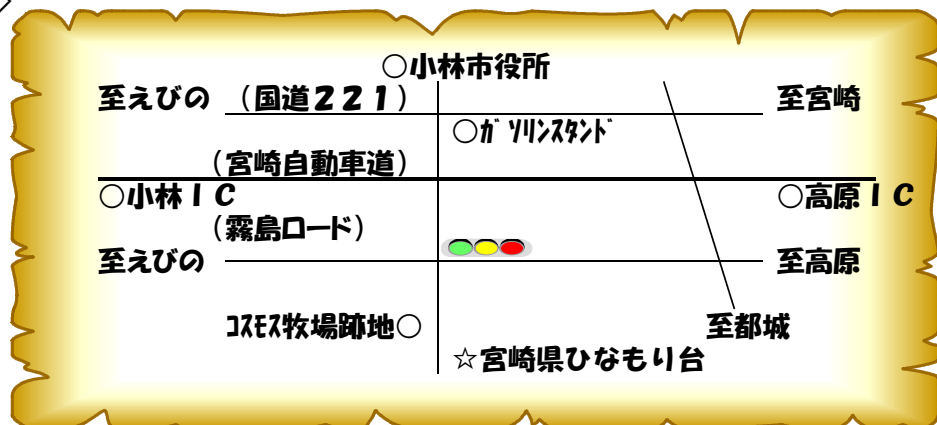 ○小林市役所
至えびの （国道２２１） 至宮崎
○ｶﾞｿﾘﾝｽﾀﾝﾄﾞ
（宮崎自動車道）
○小林ＩＣ ○高原ＩＣ
（霧島ロード）
至えびの 至高原
ｺｽﾓｽ牧場跡地○ 至都城
☆宮崎県ひなもり台